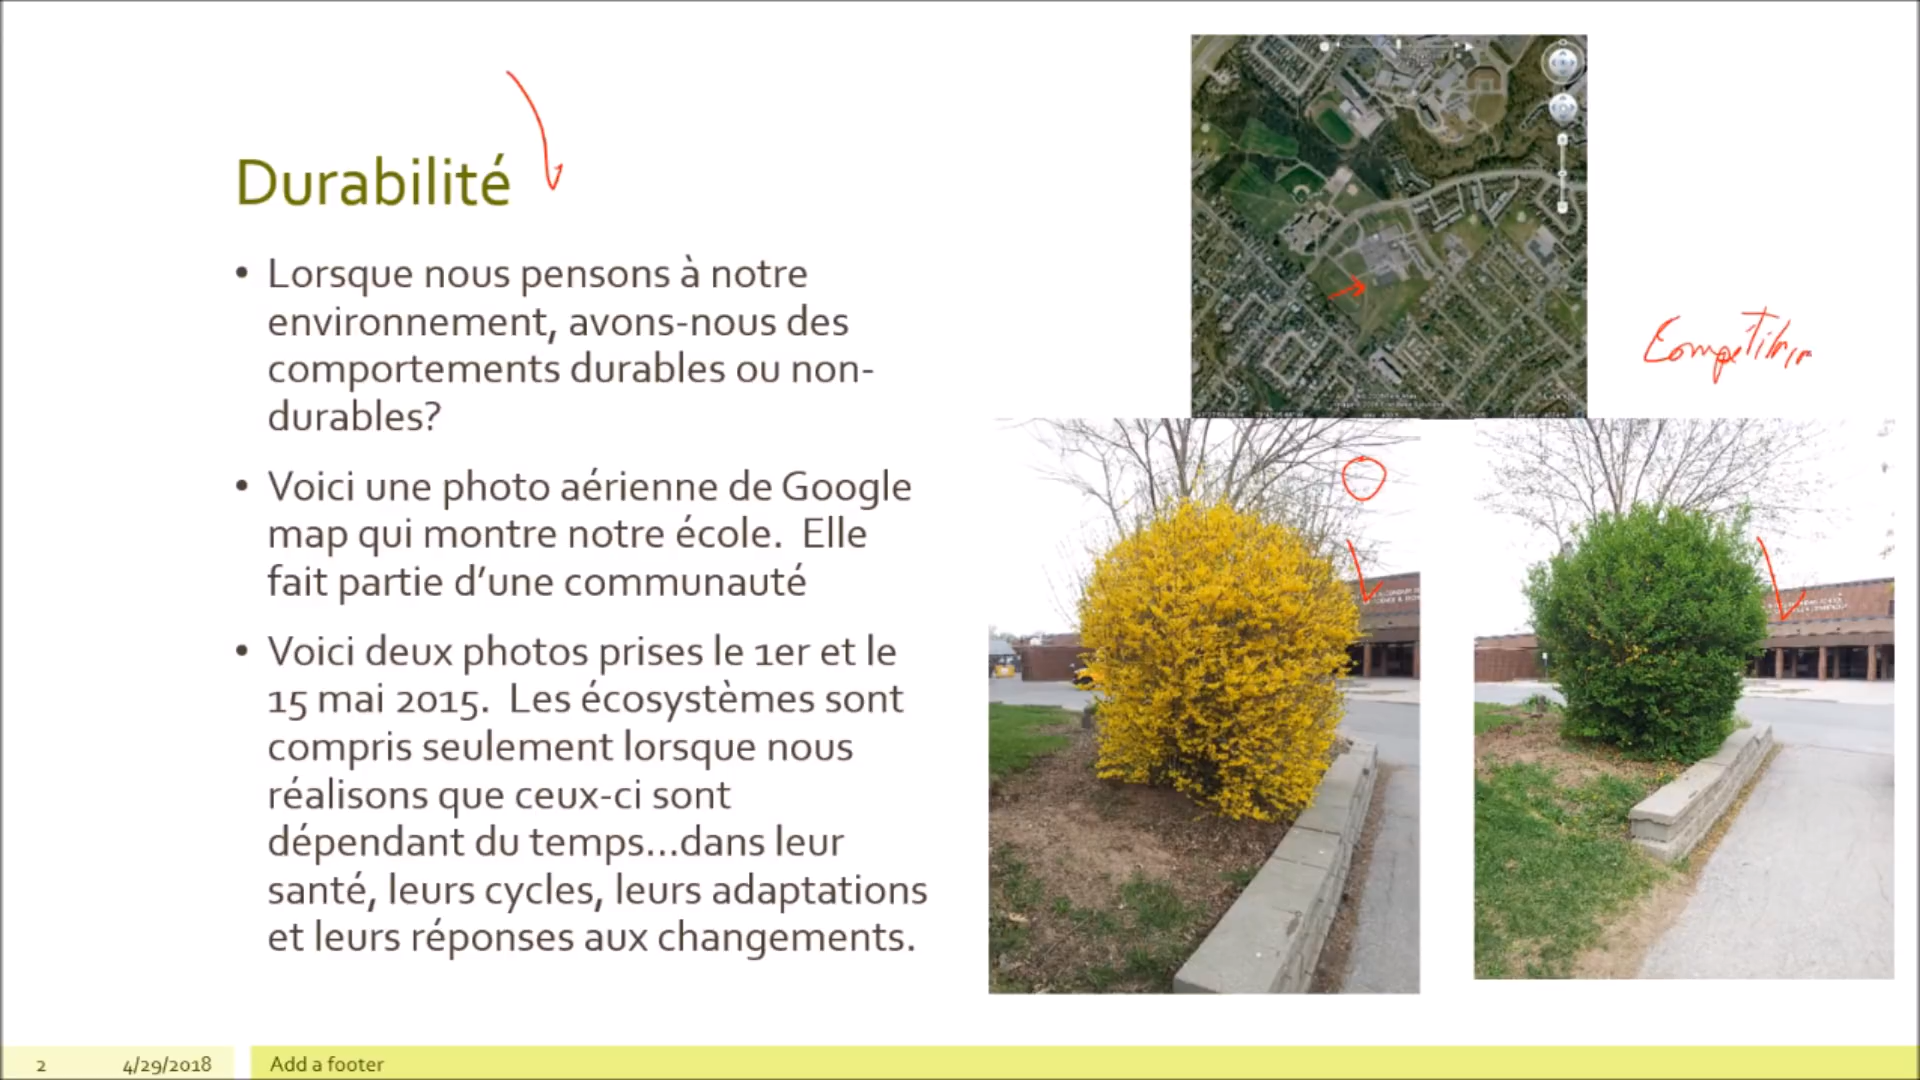 Durabilité
• Lorsque nous pensons à notre
environnement, avons-nous des
comportements durables ou non-
durables?
• Voici une photo aérienne de Google
map qui montre notre école.  Elle
fait partie d’une communauté
• Voici deux photos prises le 1er et le
15 mai 2015.  Les écosystèmes sont
compris seulement lorsque nous
réalisons que ceux-ci sont
dépendant du temps...dans leur
santé, leurs cycles, leurs adaptations
et leurs réponses aux changements.
2
4/29/2018
Add a footer